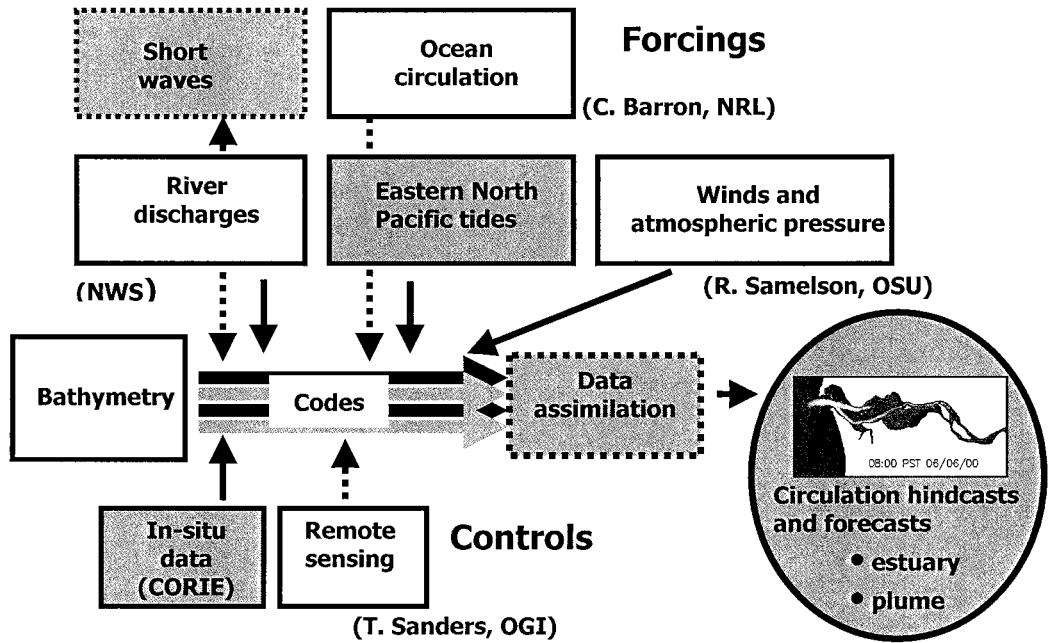 Forcings
Short
waves
Ocean
circulation
(C. Barron, NRL)
River
discharges
Eastern North
Pacific tides
Winds and
atmospheric pressure
(NWS)
(R. Samelson, OSU)
Bathymetry
Codes
Data
assimilation
08:00 PST 06/06/00
Circulation hindcasts
and forecasts
• estuary
• plume
In-situ
data
(CORIE)
Remote
sensing
Controls
(T. Sanders, OGI)